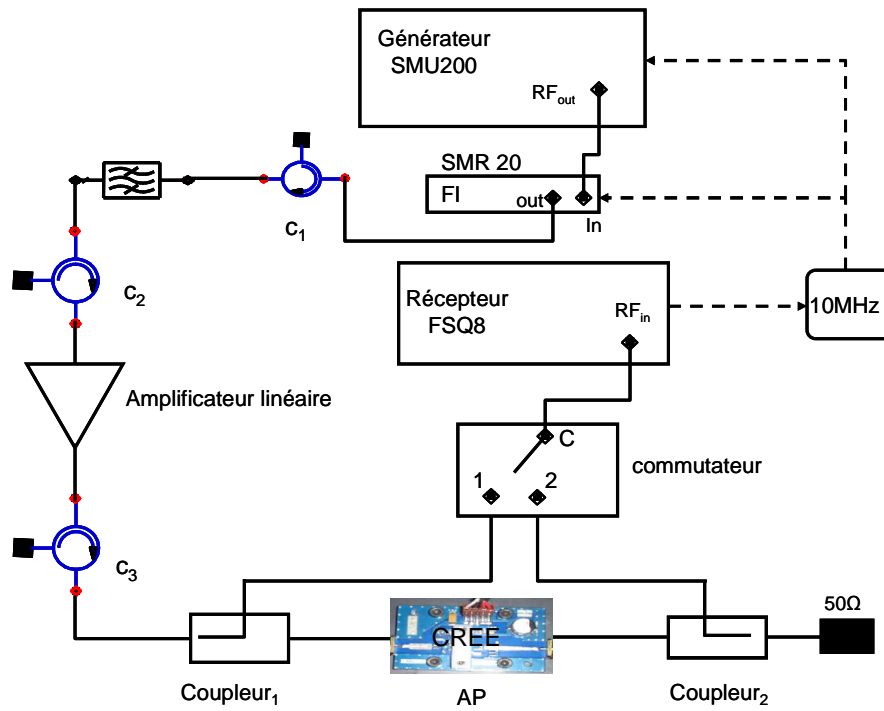 Générateur
SMU200
RFout
SMR 20
FI
out
In
c1
c2
Récepteur
FSQ8
RFin
10MHz
Amplificateur linéaire
C
1
2
commutateur
c3
CREE
50Ω
Coupleur1
AP
Coupleur2